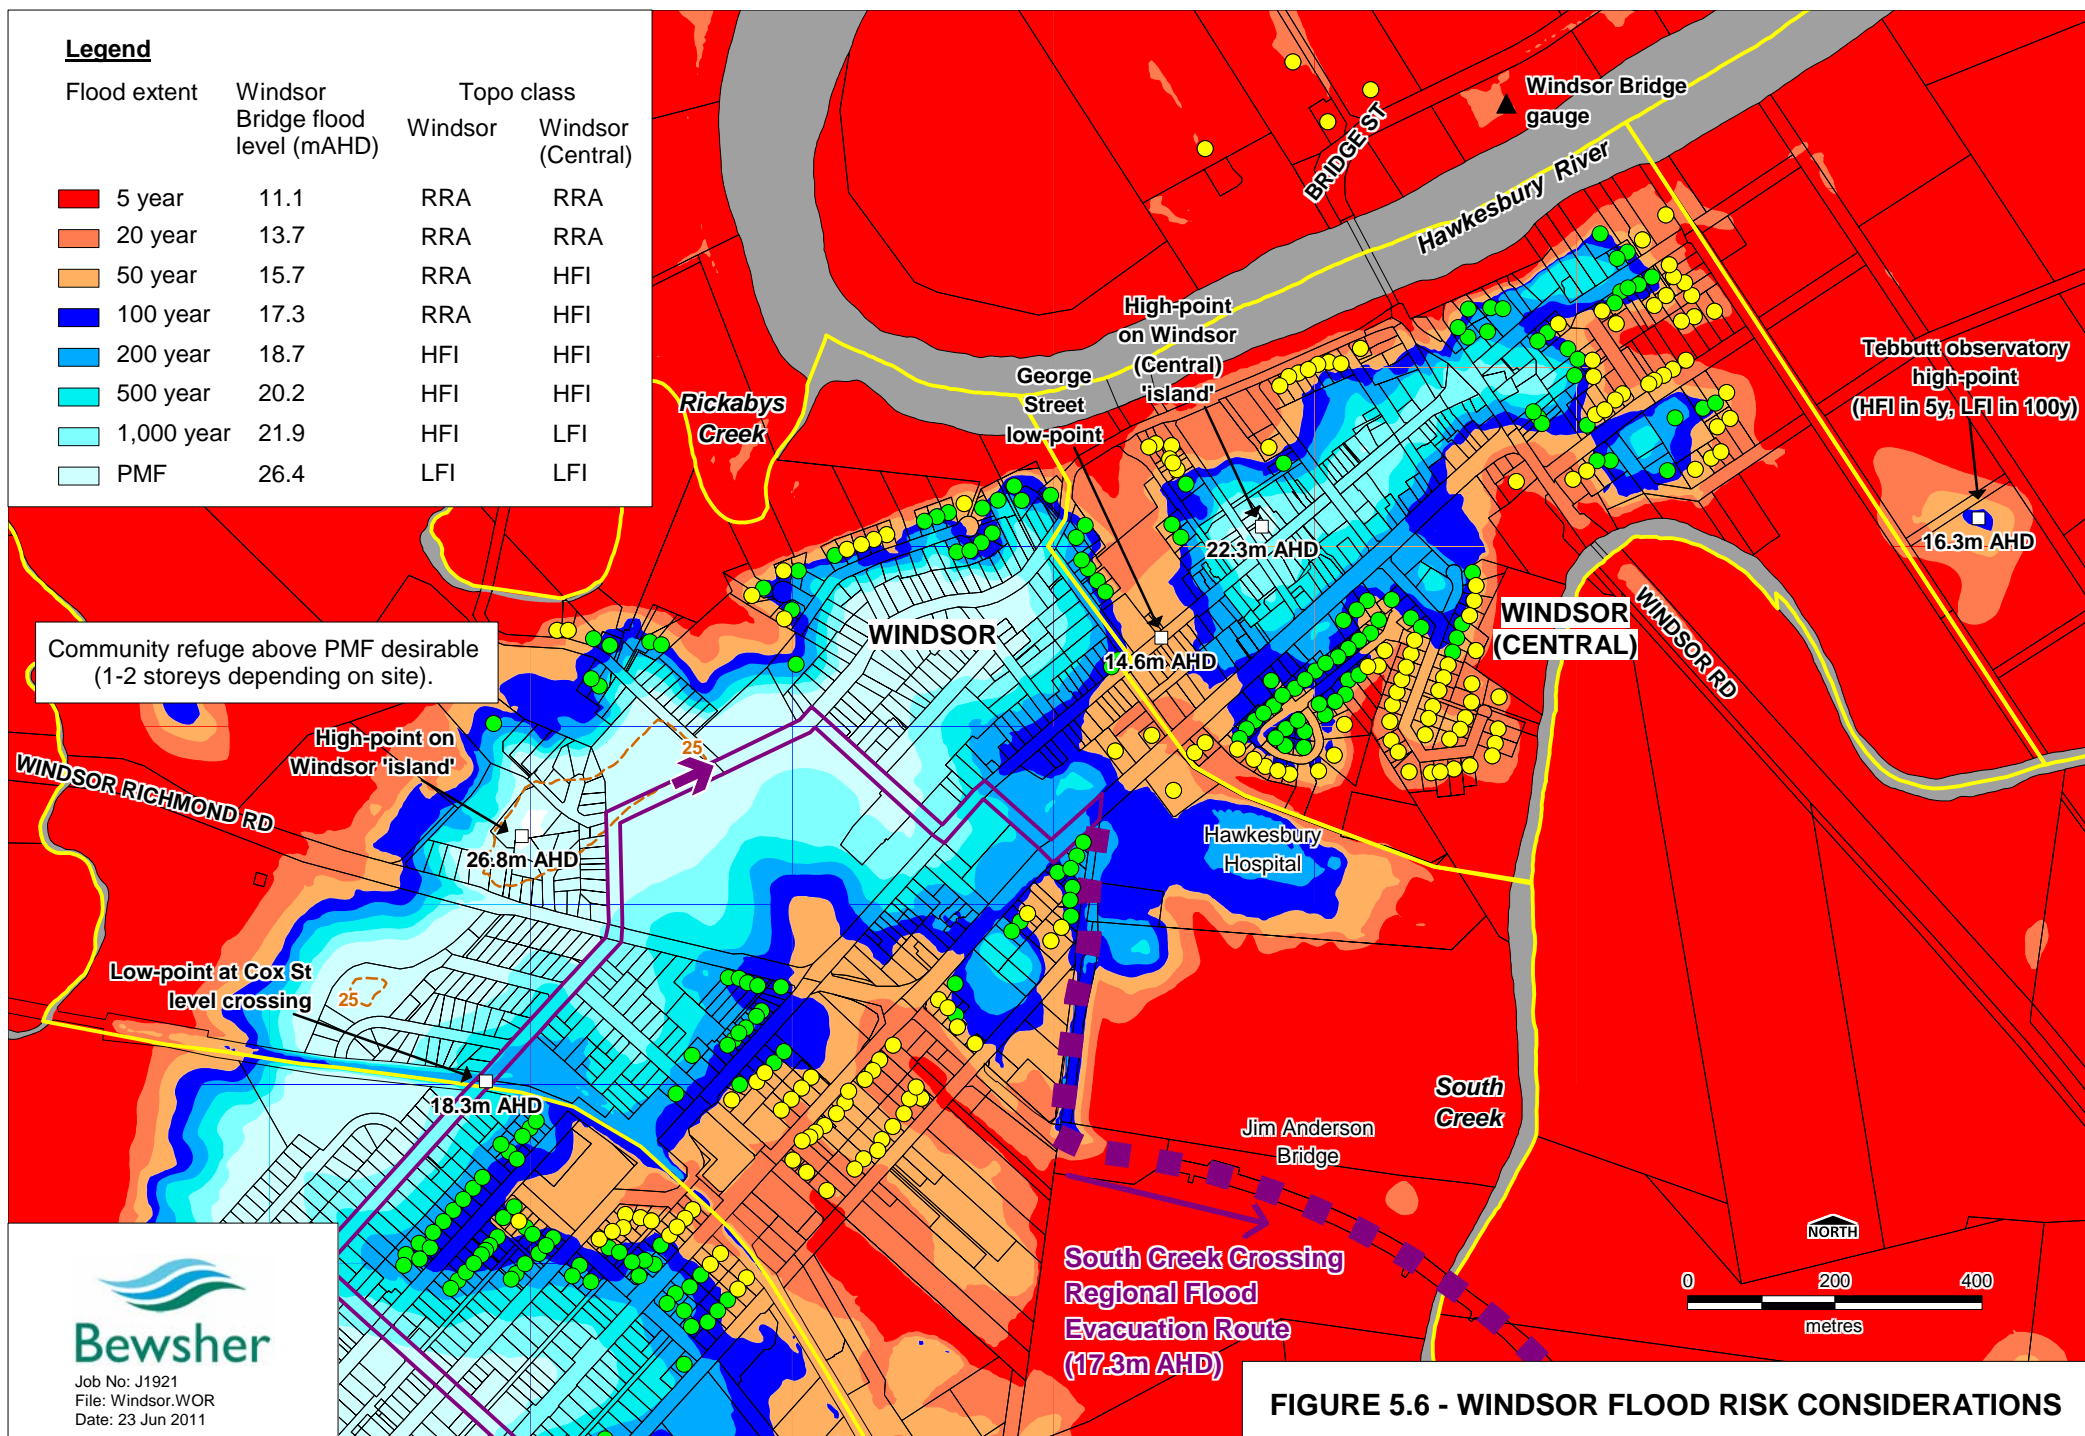 Legend
Flood extent
Windsor
Bridge flood
level (mAHD)
Topo class
Windsor
Windsor
(Central)
5 year 11.1 RRA RRA
20 year 13.7 RRA RRA
50 year 15.7 RRA HFI
100 year 17.3 RRA HFI
200 year 18.7 HFI HFI
500 year 20.2 HFI HFI
1,000 year 21.9 HFI LFI
PMF 26.4 LFI LFI
Windsor Bridge
gauge
BRIDGE ST
Hawkesbury River
High-point
on Windsor
(Central)
'island'
George
Street
low-point
Rickabys
Creek
Tebbutt observatory
high-point
(HFI in 5y, LFI in 100y)
16.3m AHD
22.3m AHD
WINDSOR
WINDSOR
(CENTRAL)
WINDSOR RD
14.6m AHD
Community refuge above PMF desirable
(1-2 storeys depending on site).
High-point on
Windsor 'island'
25
WINDSOR RICHMOND RD
26.8m AHD
Hawkesbury
Hospital
Low-point at Cox St
level crossing
25
18.3m AHD
South
Creek
Jim Anderson
Bridge
South Creek Crossing
Regional Flood
Evacuation Route
(17.3m AHD)
NORTH
0 200 400
metres
Bewsher
Job No: J1921
File: Windsor.WOR
Date: 23 Jun 2011
FIGURE 5.6 - WINDSOR FLOOD RISK CONSIDERATIONS